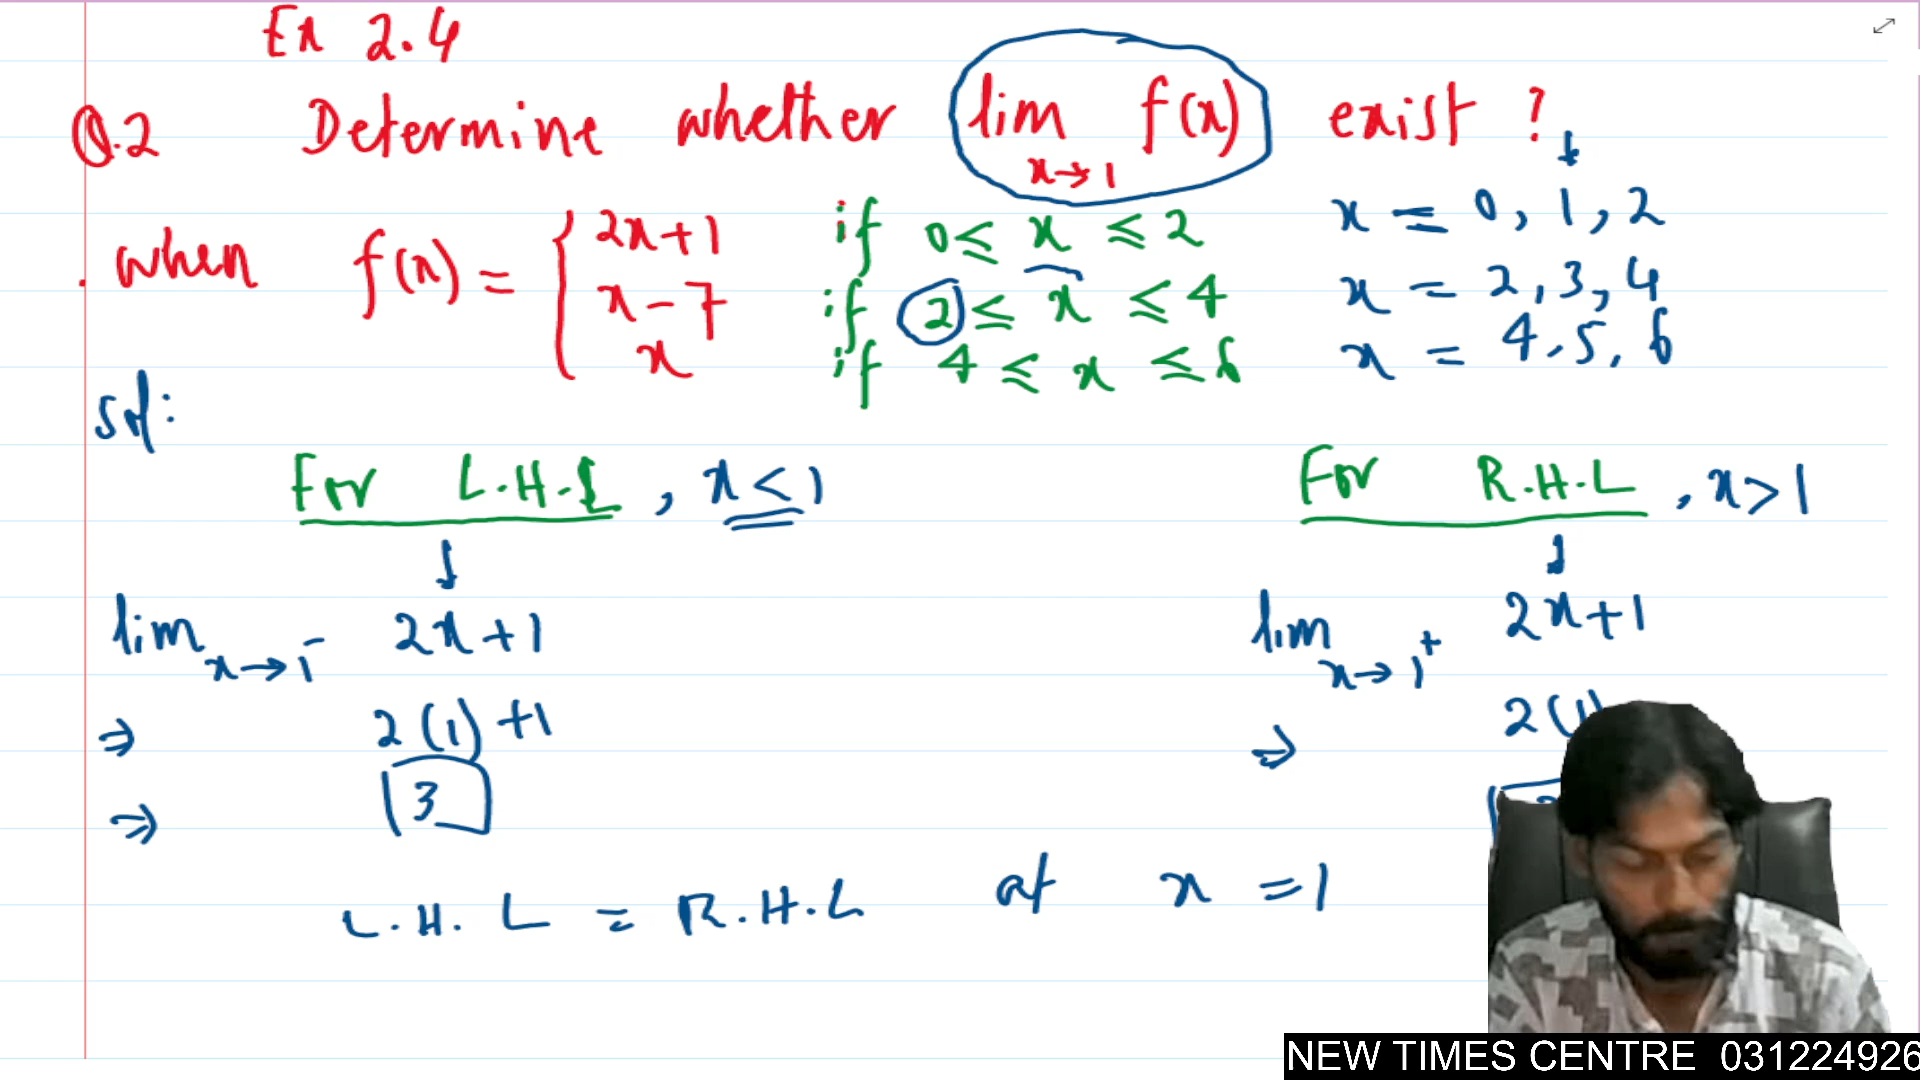 Ex 2.4
Q.2 Determine whether lim x→1 f(x) exist ?
when f(x) = { 2x+1 if 0 ≤ x ≤ 2 x = 0, 1, 2
x − 7 if 2 ≤ x ≤ 4 x = 2, 3, 4
x if 4 ≤ x ≤ 6 x = 4, 5, 6
Sol:
For L.H.L , x < 1 For R.H.L , x > 1
lim x→1⁻ 2x+1 lim x→1⁺ 2x+1
⇒ 2(1)+1 ⇒ 2(1)
⇒ 3
L.H.L = R.H.L at x = 1
NEW TIMES CENTRE 031224926